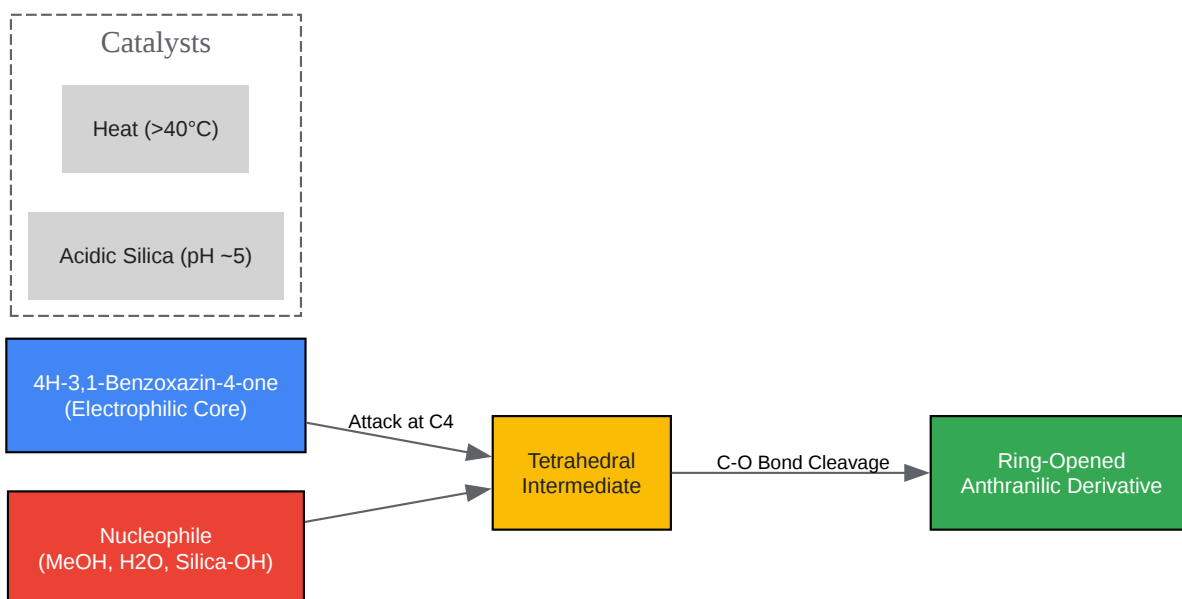 Catalysts
Heat (>40°C)
Acidic Silica (pH ~5)
4H-3,1-Benzoxazin-4-one
(Electrophilic Core)
Attack at C4
Nucleophile
(MeOH, H2O, Silica-OH)
Tetrahedral
Intermediate
C-O Bond Cleavage
Ring-Opened
Anthranilic Derivative